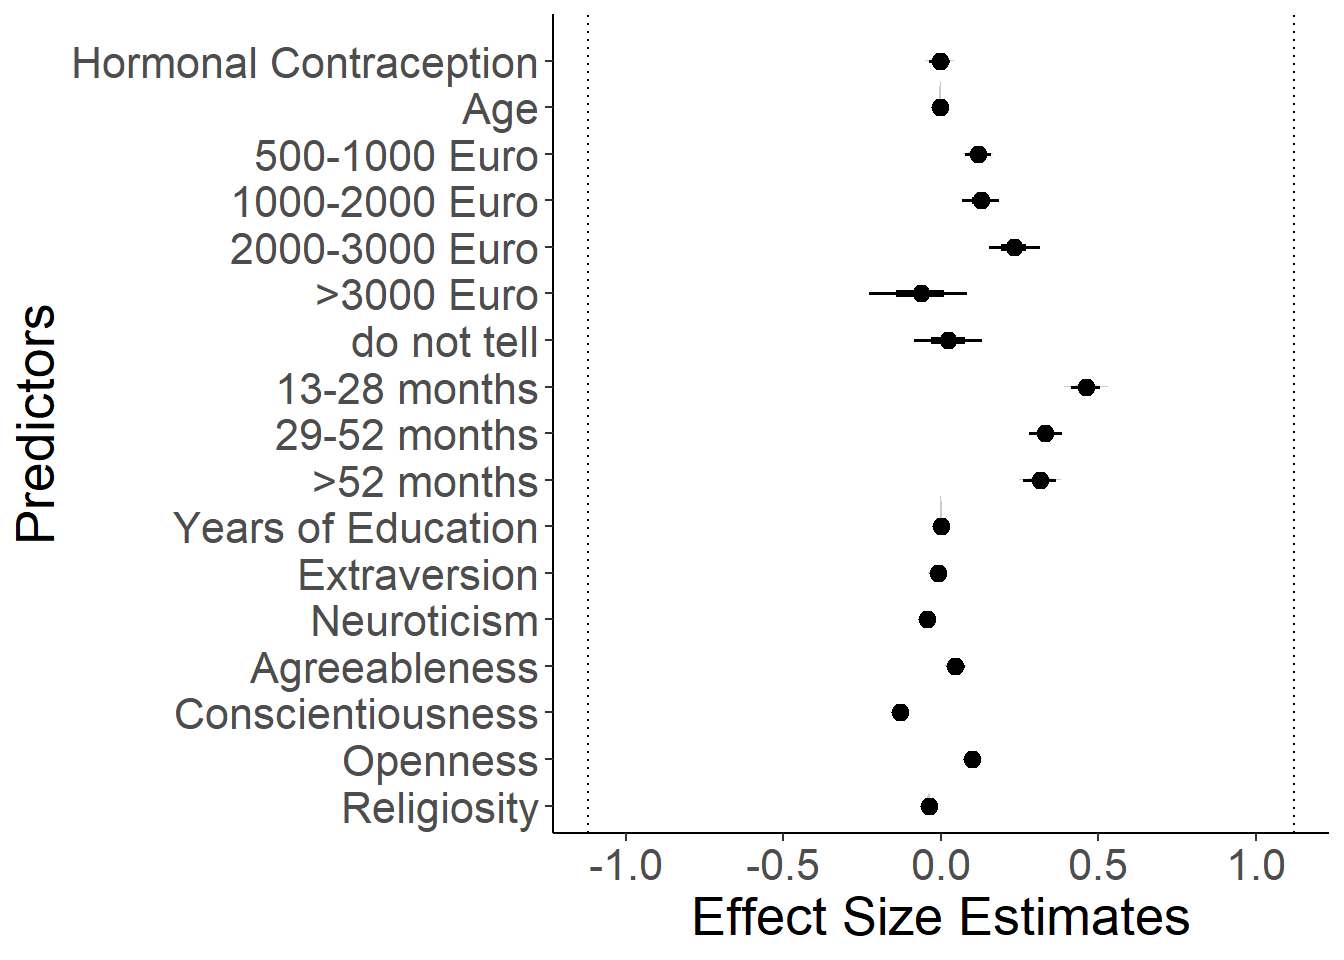 Hormonal Contraception
Age
500-1000 Euro
1000-2000 Euro
2000-3000 Euro
>3000 Euro
do not tell
13-28 months
29-52 months
>52 months
Years of Education
Extraversion
Neuroticism
Agreeableness
Conscientiousness
Openness
Religiosity
Predictors
-1.0 -0.5 0.0 0.5 1.0
Effect Size Estimates